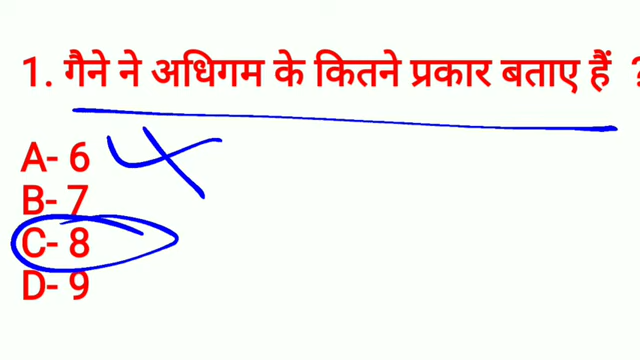 1. गैने ने अधिगम के कितने प्रकार बताए हैं ?
A- 6
B- 7
C- 8
D- 9